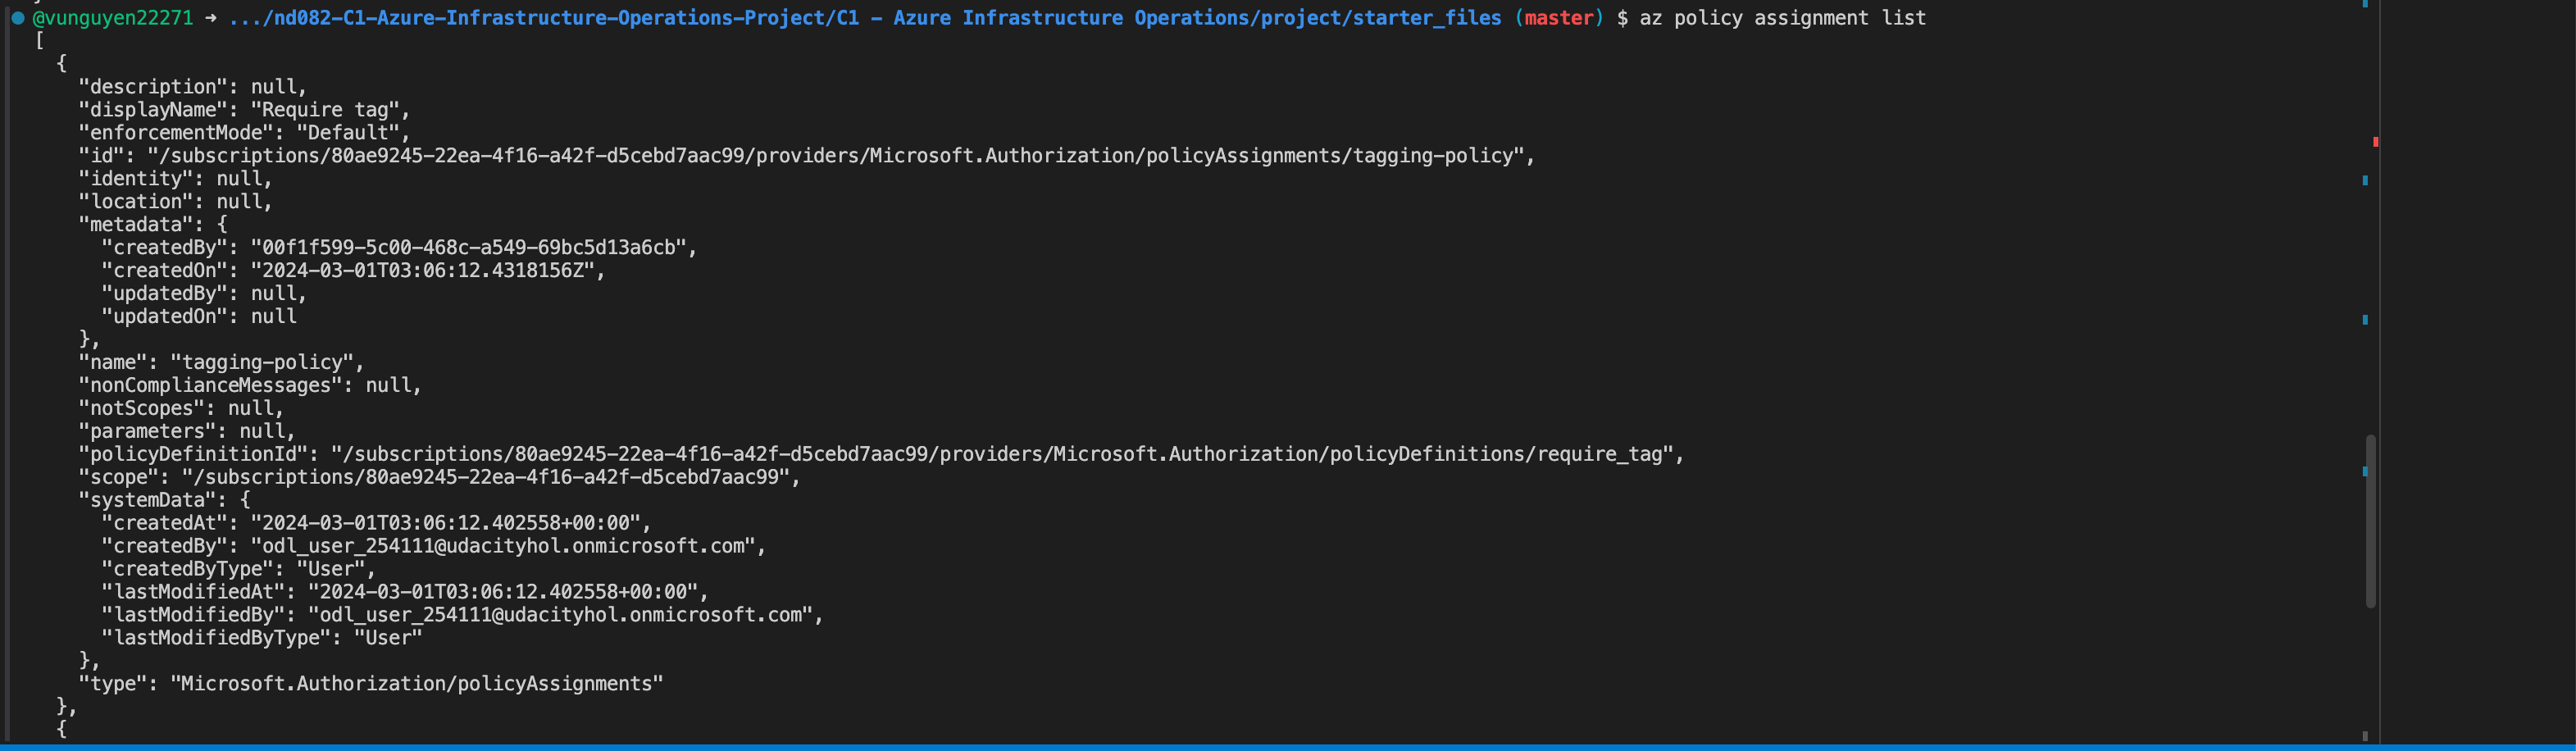 @vunguyen22271 → .../nd082-C1-Azure-Infrastructure-Operations-Project/C1 - Azure Infrastructure Operations/project/starter_files (master) $ az policy assignment list
[
  {
    "description": null,
    "displayName": "Require tag",
    "enforcementMode": "Default",
    "id": "/subscriptions/80ae9245-22ea-4f16-a42f-d5cebd7aac99/providers/Microsoft.Authorization/policyAssignments/tagging-policy",
    "identity": null,
    "location": null,
    "metadata": {
      "createdBy": "00f1f599-5c00-468c-a549-69bc5d13a6cb",
      "createdOn": "2024-03-01T03:06:12.4318156Z",
      "updatedBy": null,
      "updatedOn": null
    },
    "name": "tagging-policy",
    "nonComplianceMessages": null,
    "notScopes": null,
    "parameters": null,
    "policyDefinitionId": "/subscriptions/80ae9245-22ea-4f16-a42f-d5cebd7aac99/providers/Microsoft.Authorization/policyDefinitions/require_tag",
    "scope": "/subscriptions/80ae9245-22ea-4f16-a42f-d5cebd7aac99",
    "systemData": {
      "createdAt": "2024-03-01T03:06:12.402558+00:00",
      "createdBy": "odl_user_254111@udacityhol.onmicrosoft.com",
      "createdByType": "User",
      "lastModifiedAt": "2024-03-01T03:06:12.402558+00:00",
      "lastModifiedBy": "odl_user_254111@udacityhol.onmicrosoft.com",
      "lastModifiedByType": "User"
    },
    "type": "Microsoft.Authorization/policyAssignments"
  },
  {